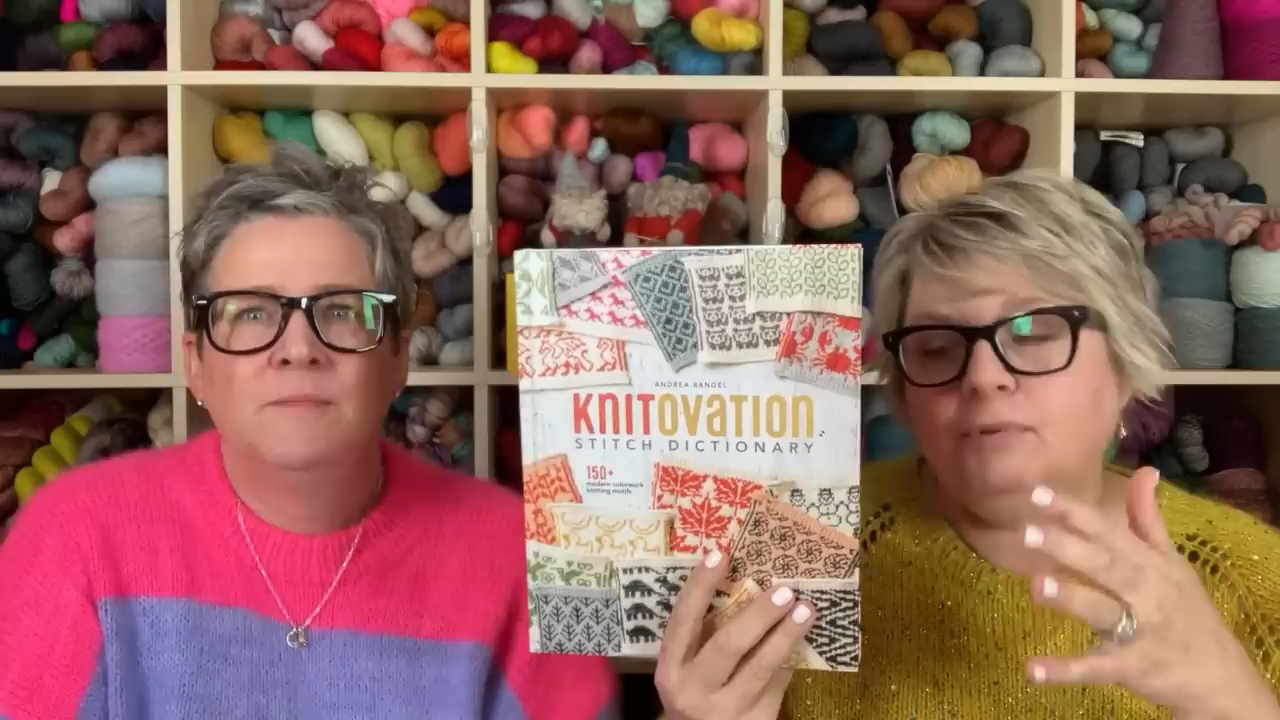 ANDREA RANGEL
KNITOVATION
STITCH DICTIONARY
150+
modern colorwork
knitting motifs